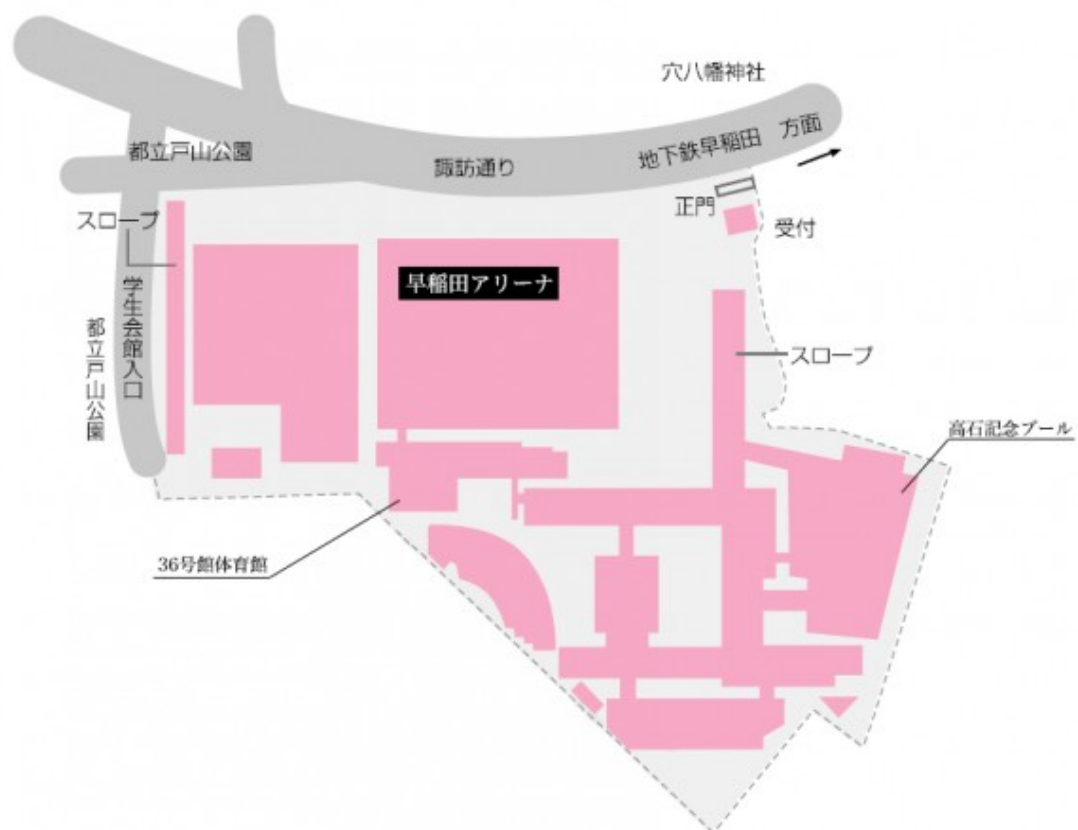 穴八幡神社
地下鉄早稲田 方面
都立戸山公園
諏訪通り
正門
受付
スロープ
早稲田アリーナ
学生会館入口
都立戸山公園
スロープ
高石記念プール
36号館体育館